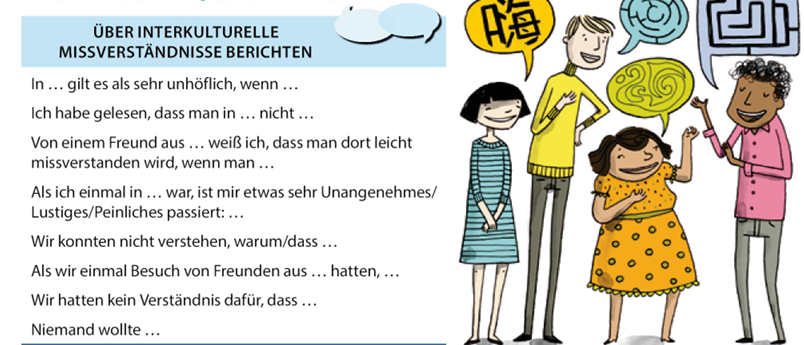 ÜBER INTERKULTURELLE
MISSVERSTÄNDNISSE BERICHTEN
In … gilt es als sehr unhöflich, wenn …
Ich habe gelesen, dass man in … nicht …
Von einem Freund aus … weiß ich, dass man dort leicht
missverstanden wird, wenn man …
Als ich einmal in … war, ist mir etwas sehr Unangenehmes/
Lustiges/Peinliches passiert: …
Wir konnten nicht verstehen, warum/dass …
Als wir einmal Besuch von Freunden aus … hatten, …
Wir hatten kein Verständnis dafür, dass …
Niemand wollte …
嗨